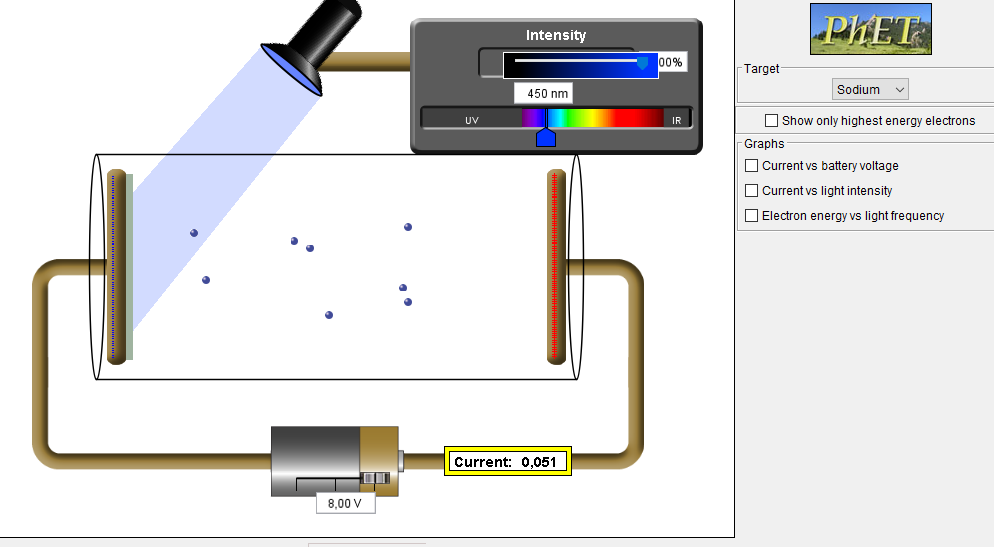 PhET
Intensity
00%
450 nm
UV
IR
Target
Sodium
Show only highest energy electrons
Graphs
Current vs battery voltage
Current vs light intensity
Electron energy vs light frequency
Current: 0,051
8,00 V